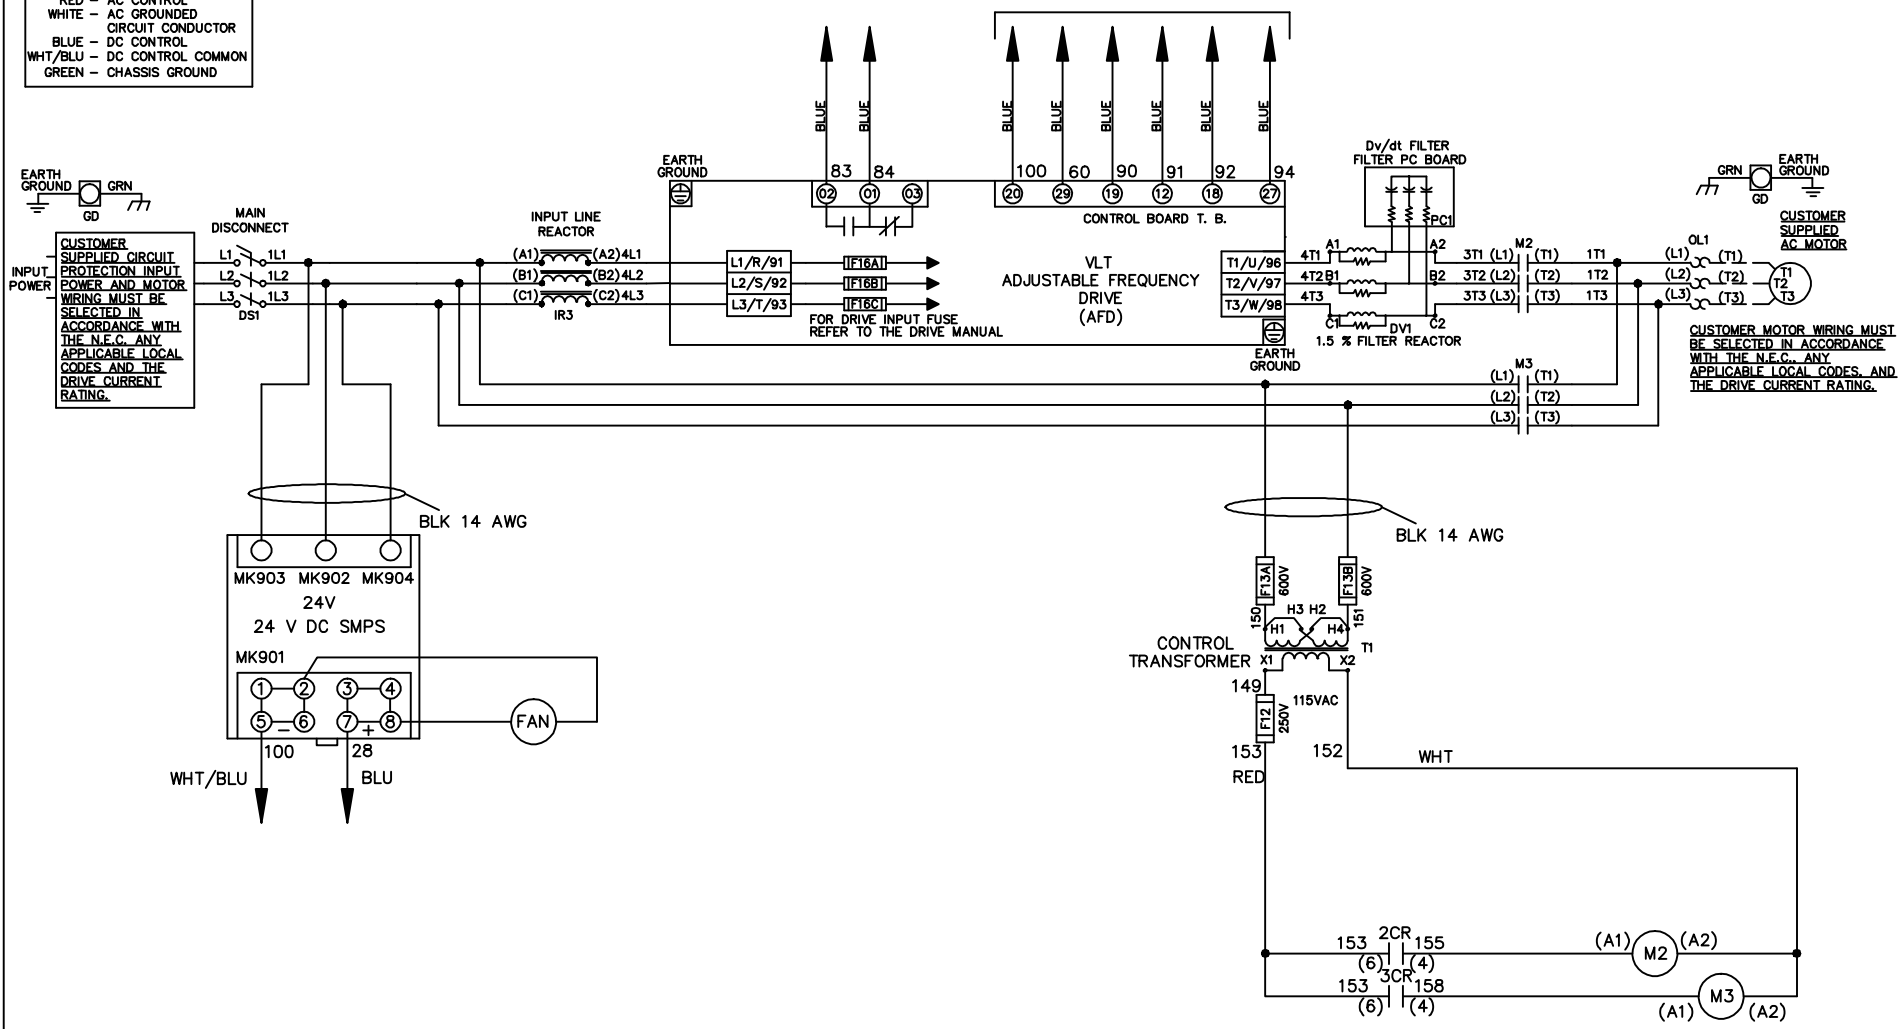 RED – AC CONTROL
WHITE – AC GROUNDED
CIRCUIT CONDUCTOR
BLUE – DC CONTROL
WHT/BLU – DC CONTROL COMMON
GREEN – CHASSIS GROUND
BLUE
BLUE
BLUE
BLUE
BLUE
BLUE
BLUE
BLUE
83
84
100
60
90
91
92
94
02
01
03
20
29
19
12
18
27
CONTROL BOARD T. B.
EARTH
GROUND
GRN
GD
MAIN
DISCONNECT
INPUT
POWER
CUSTOMER
SUPPLIED CIRCUIT
PROTECTION INPUT
POWER AND MOTOR
WIRING MUST BE
SELECTED IN
ACCORDANCE WITH
THE N.E.C. ANY
APPLICABLE LOCAL
CODES AND THE
DRIVE CURRENT
RATING.
L1 1L1
L2 1L2
L3 1L3
DS1
INPUT LINE
REACTOR
(A1) (A2) 4L1
(B1) (B2) 4L2
(C1) (C2) 4L3
IR3
EARTH
GROUND
L1/R/91
L2/S/92
L3/T/93
F16A
F16B
F16C
FOR DRIVE INPUT FUSE
REFER TO THE DRIVE MANUAL
VLT
ADJUSTABLE FREQUENCY
DRIVE
(AFD)
T1/U/96
T2/V/97
T3/W/98
EARTH
GROUND
Dv/dt FILTER
FILTER PC BOARD
PC1
4T1 A1 A2
4T2 B1 B2
4T3
C1 C2
DV1
1.5 % FILTER REACTOR
M2
3T1 (L1) (T1) 1T1
3T2 (L2) (T2) 1T2
3T3 (L3) (T3) 1T3
OL1
(L1) (T1)
(L2) (T2)
(L3) (T3)
T1
T2
T3
GRN
GD
EARTH
GROUND
CUSTOMER
SUPPLIED
AC MOTOR
CUSTOMER MOTOR WIRING MUST
BE SELECTED IN ACCORDANCE
WITH THE N.E.C., ANY
APPLICABLE LOCAL CODES, AND
THE DRIVE CURRENT RATING.
M3
(L1) (T1)
(L2) (T2)
(L3) (T3)
BLK 14 AWG
MK903 MK902 MK904
24V
24 V DC SMPS
MK901
1 2 3 4
5 6 7 8
– +
FAN
100
28
WHT/BLU
BLU
BLK 14 AWG
F13A
600V
F13B
600V
150
151
H3 H2
H1 H4
T1
CONTROL
TRANSFORMER
X1 X2
149
115VAC
F12
250V
153
152
RED
WHT
2CR
153 155
(6) (4)
(A1) M2 (A2)
3CR
153 158
(6) (4)
(A1) M3 (A2)